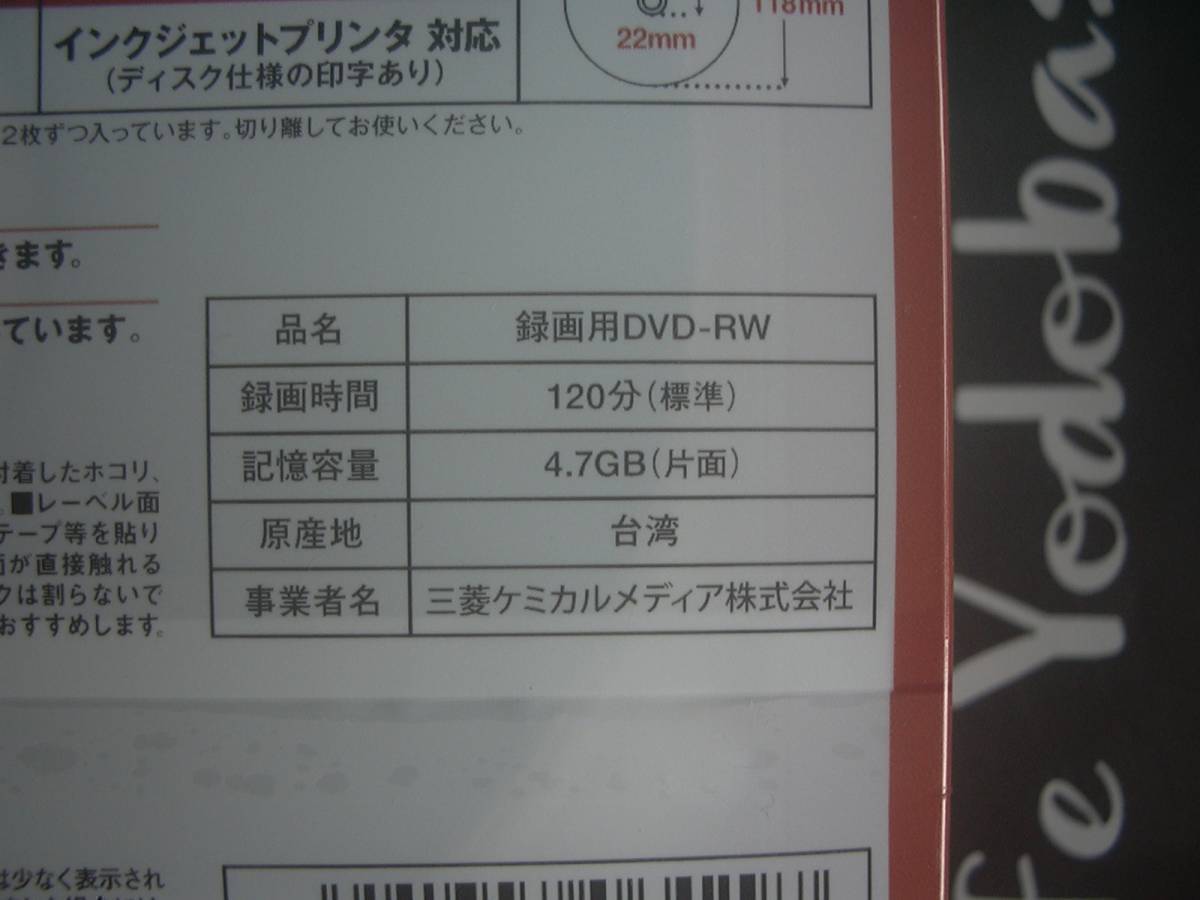 インクジェットプリンタ 対応
(ディスク仕様の印字あり)
22mm
118mm
2枚ずつ入っています。切り離してお使いください。
きます。
ています。
品名 録画用DVD-RW
録画時間 120分(標準)
記憶容量 4.7GB(片面)
原産地 台湾
事業者名 三菱ケミカルメディア株式会社
付着したホコリ、
。■レーベル面
テープ等を貼り
面が直接触れる
クは割らないで
おすすめします。
は少なく表示され
fe Yodoba